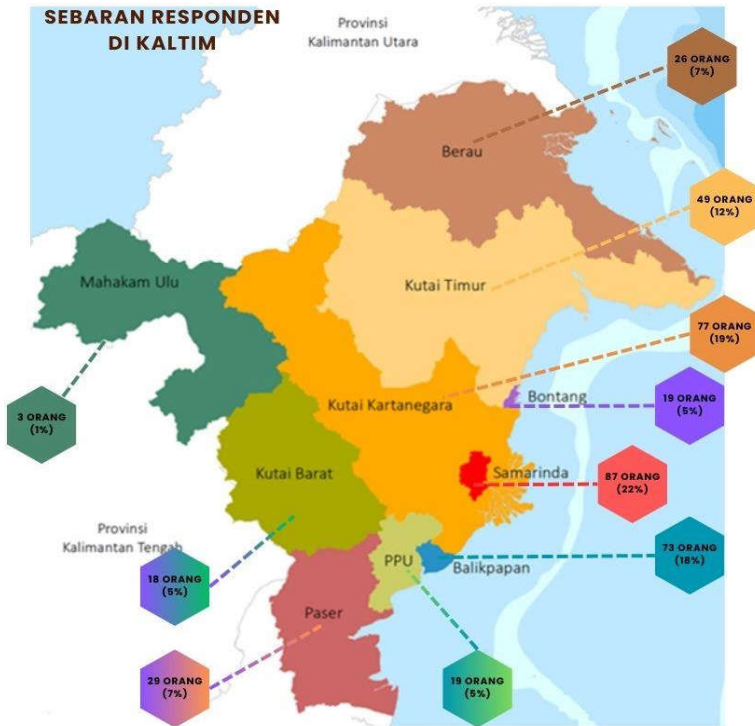 SEBARAN RESPONDEN
DI KALTIM
Provinsi
Kalimantan Utara
26 ORANG
(7%)
Berau
49 ORANG
(12%)
Mahakam Ulu
Kutai Timur
77 ORANG
(19%)
Kutai Kartanegara
Bontang
19 ORANG
(5%)
3 ORANG
(1%)
Kutai Barat
Samarinda
87 ORANG
(22%)
Provinsi
Kalimantan Tengah
PPU
Balikpapan
73 ORANG
(18%)
18 ORANG
(5%)
Paser
29 ORANG
(7%)
19 ORANG
(5%)